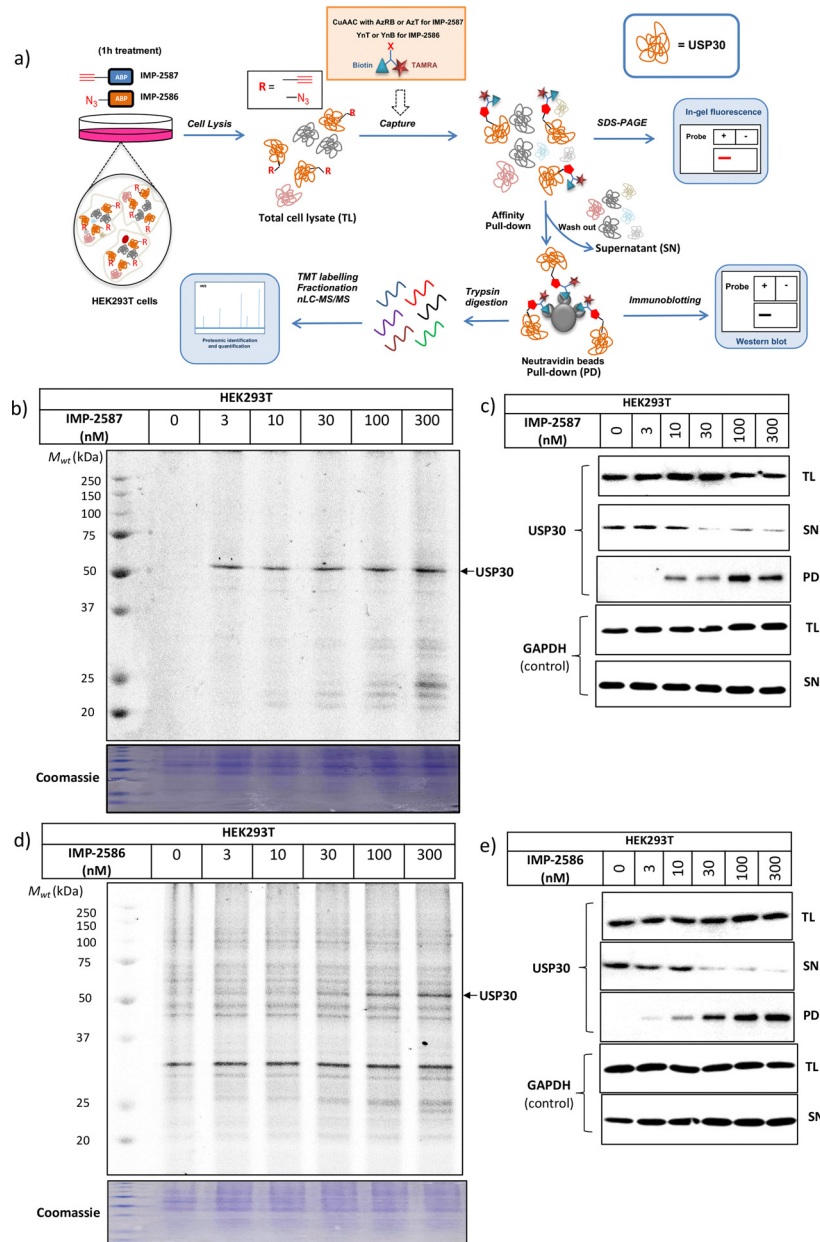 a)
(1h treatment)
ABP IMP-2587
N₃ ABP IMP-2586
HEK293T cells
Cell Lysis
R =
N₃
R
R
R
Total cell lysate (TL)
CuAAC with AzRB or AzT for IMP-2587
YnT or YnB for IMP-2586
X
Biotin TAMRA
Capture
= USP30
SDS-PAGE
In-gel fluorescence
Probe + -
Affinity
Pull-down
Wash out
Supernatant (SN)
Neutravidin beads
Pull-down (PD)
Immunoblotting
Probe + -
Western blot
Trypsin
digestion
TMT labelling
Fractionation
nLC-MS/MS
Proteomic identification
and quantification
b)
HEK293T
IMP-2587 (nM) 0 3 10 30 100 300
Mwt (kDa)
250
150
100
75
50
37
25
20
USP30
Coomassie
c)
HEK293T
IMP-2587 (nM) 0 3 10 30 100 300
USP30
TL
SN
PD
GAPDH
(control)
TL
SN
d)
HEK293T
IMP-2586 (nM) 0 3 10 30 100 300
Mwt (kDa)
250
150
100
75
50
37
25
20
USP30
Coomassie
e)
HEK293T
IMP-2586 (nM) 0 3 10 30 100 300
USP30
TL
SN
PD
GAPDH
(control)
TL
SN